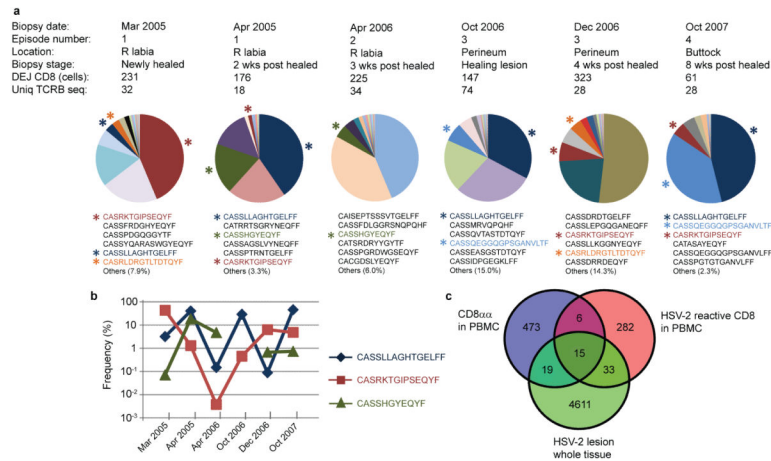 a
Biopsy date: Mar 2005 Apr 2005 Apr 2006 Oct 2006 Dec 2006 Oct 2007
Episode number: 1 1 2 3 3 4
Location: R labia R labia R labia Perineum Perineum Buttock
Biopsy stage: Newly healed 2 wks post healed 3 wks post healed Healing lesion 4 wks post healed 8 wks post healed
DEJ CD8 (cells): 231 176 225 147 323 61
Uniq TCRB seq: 32 18 34 74 28 28
* CASRKTGIPSEQYF
CASSFRDGHYEQYF
CASSPDGQGGYTF
CASSYQARASWGYEQYF
* CASSLLAGHTGELFF
* CASRLDRGTLTDTQYF
Others (7.9%)
* CASSLLAGHTGELFF
CATRRTSGRYNEQFF
* CASSHGYEQYF
CASSAGSLVYNEQFF
CASSPTRNTGELFF
* CASRKTGIPSEQYF
Others (3.3%)
CAISEPTSSSVTGELFF
CASSFDLGGRSNQPQHF
* CASSHGYEQYF
CATSRDRYYGYTF
CASSPGRDWGSEQYF
CACGDSLYEQYF
Others (6.0%)
* CASSLLAGHTGELFF
CASSMRVQPQHF
CASSQVTASTDTQYF
* CASSQEGGQGPSGANVLTF
CASSEASGSTDTQYF
CASSIDPGEGKLFF
Others (15.0%)
CASSDRDTGELFF
CASSLEPGQGANEQFF
* CASRKTGIPSEQYF
CASSLLKGGNYEQYF
* CASRLDRGTLTDTQYF
CASSDRRDEQYF
Others (14.3%)
* CASSLLAGHTGELFF
* CASSQEGGQGPSGANVLTF
* CASRKTGIPSEQYF
CATASAYEQYF
CASSQEGGQGPSGANVLFF
CASSPGTGTGANVLFF
Others (2.3%)
b
Frequency (%)
100
10
1
10-1
10-2
10-3
Mar 2005 Apr 2005 Apr 2006 Oct 2006 Dec 2006 Oct 2007
CASSLLAGHTGELFF
CASRKTGIPSEQYF
CASSHGYEQYF
c
CD8αα
in PBMC
HSV-2 reactive CD8
in PBMC
473 6 282
15
19 33
4611
HSV-2 lesion
whole tissue